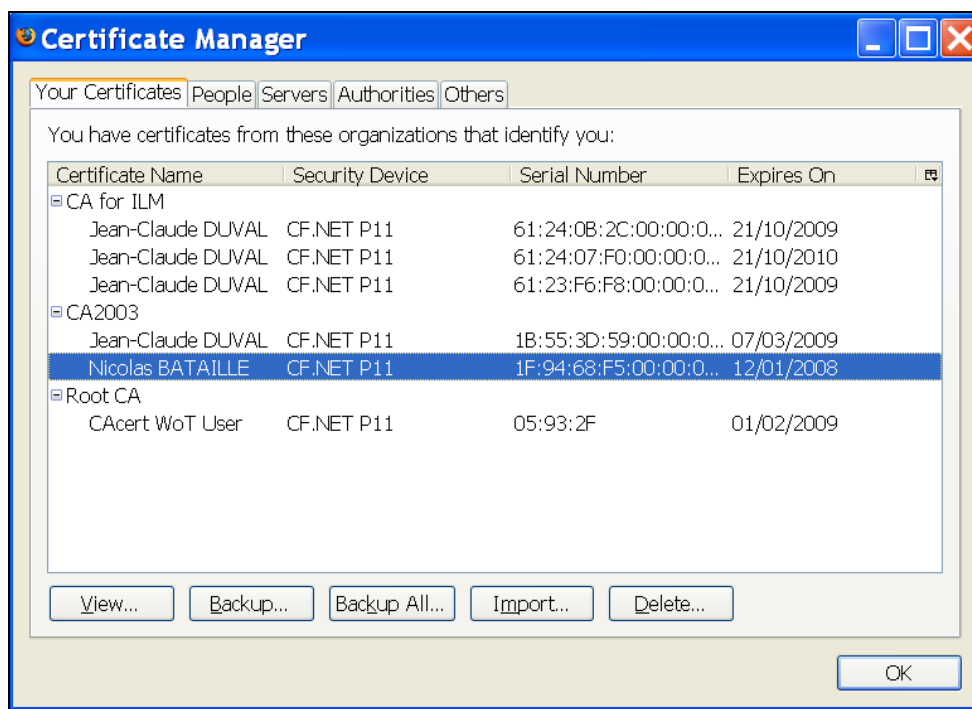 Certificate Manager
Your Certificates People Servers Authorities Others
You have certificates from these organizations that identify you:
Certificate Name Security Device Serial Number Expires On
CA for ILM
Jean-Claude DUVAL CF.NET P11 61:24:0B:2C:00:00:0... 21/10/2009
Jean-Claude DUVAL CF.NET P11 61:24:07:F0:00:00:0... 21/10/2010
Jean-Claude DUVAL CF.NET P11 61:23:F6:F8:00:00:0... 21/10/2009
CA2003
Jean-Claude DUVAL CF.NET P11 1B:55:3D:59:00:00:0... 07/03/2009
Nicolas BATAILLE CF.NET P11 1F:94:68:F5:00:00:0... 12/01/2008
Root CA
CAcert WoT User CF.NET P11 05:93:2F 01/02/2009
View... Backup... Backup All... Import... Delete...
OK